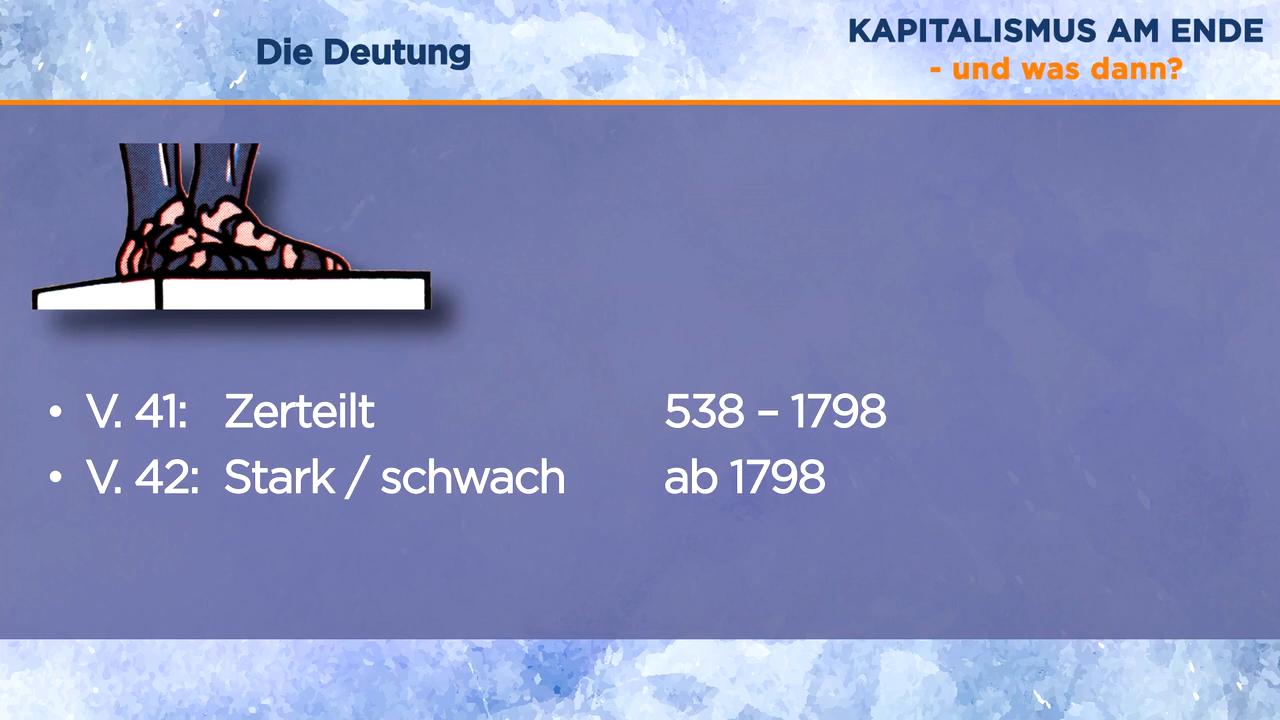 Die Deutung
KAPITALISMUS AM ENDE
- und was dann?
• V. 41: Zerteilt 538 – 1798
• V. 42: Stark / schwach ab 1798